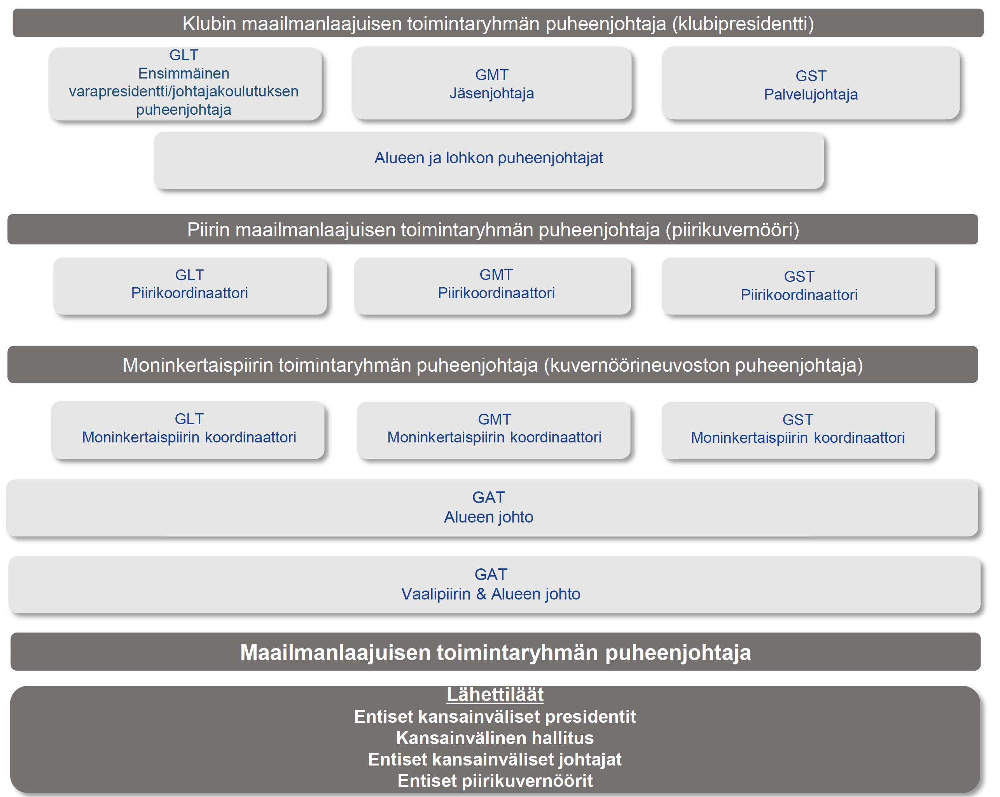 Klubin maailmanlaajuisen toimintaryhmän puheenjohtaja (klubipresidentti)
GLT
Ensimmäinen
varapresidentti/johtajakoulutuksen
puheenjohtaja
GMT
Jäsenjohtaja
GST
Palvelujohtaja
Alueen ja lohkon puheenjohtajat
Piirin maailmanlaajuisen toimintaryhmän puheenjohtaja (piirikuvernööri)
GLT
Piirikoordinaattori
GMT
Piirikoordinaattori
GST
Piirikoordinaattori
Moninkertaispiirin toimintaryhmän puheenjohtaja (kuvernöörineuvoston puheenjohtaja)
GLT
Moninkertaispiirin koordinaattori
GMT
Moninkertaispiirin koordinaattori
GST
Moninkertaispiirin koordinaattori
GAT
Alueen johto
GAT
Vaalipiirin & Alueen johto
Maailmanlaajuisen toimintaryhmän puheenjohtaja
Lähettiläät
Entiset kansainväliset presidentit
Kansainvälinen hallitus
Entiset kansainväliset johtajat
Entiset piirikuvernöörit